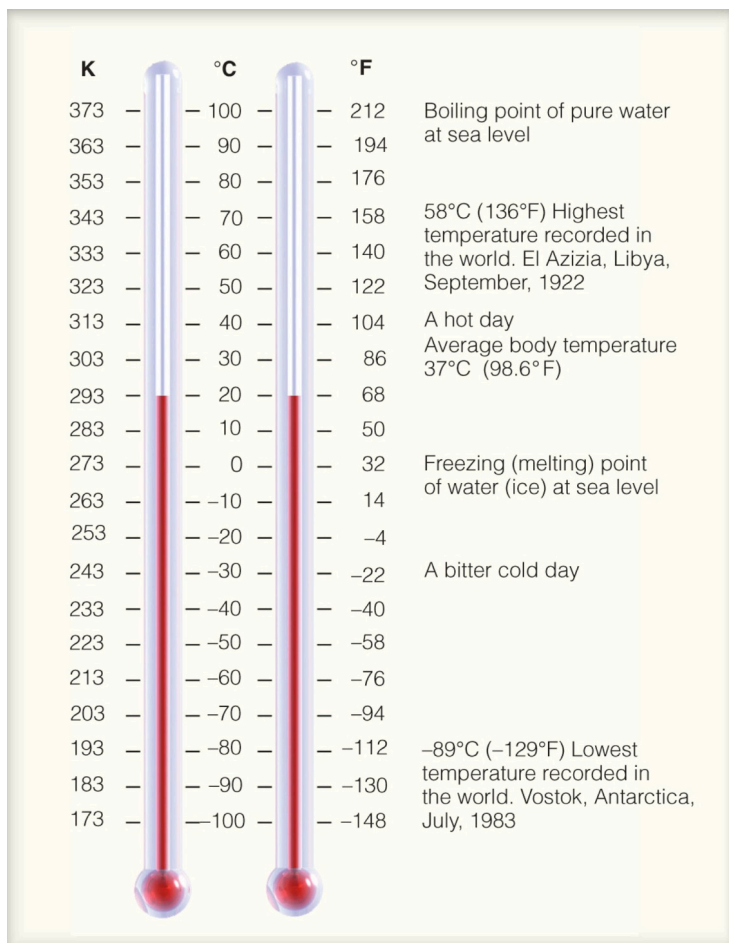 K °C °F
373 – – 100 – – 212 Boiling point of pure water
at sea level
363 – – 90 – – 194
353 – – 80 – – 176
343 – – 70 – – 158 58°C (136°F) Highest
temperature recorded in
333 – – 60 – – 140 the world. El Azizia, Libya,
323 – – 50 – – 122 September, 1922
313 – – 40 – – 104 A hot day
Average body temperature
303 – – 30 – – 86 37°C (98.6°F)
293 – – 20 – – 68
283 – – 10 – – 50
273 – – 0 – – 32 Freezing (melting) point
of water (ice) at sea level
263 – – –10 – – 14
253 – – –20 – – –4
243 – – –30 – – –22 A bitter cold day
233 – – –40 – – –40
223 – – –50 – – –58
213 – – –60 – – –76
203 – – –70 – – –94
193 – – –80 – – –112 –89°C (–129°F) Lowest
temperature recorded in
183 – – –90 – – –130 the world. Vostok, Antarctica,
173 – – –100 – – –148 July, 1983